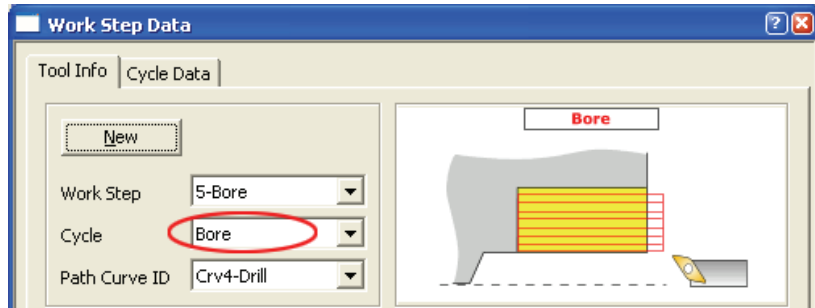 Work Step Data
Tool Info
Cycle Data
New
Work Step
5-Bore
Cycle
Bore
Path Curve ID
Crv4-Drill
Bore